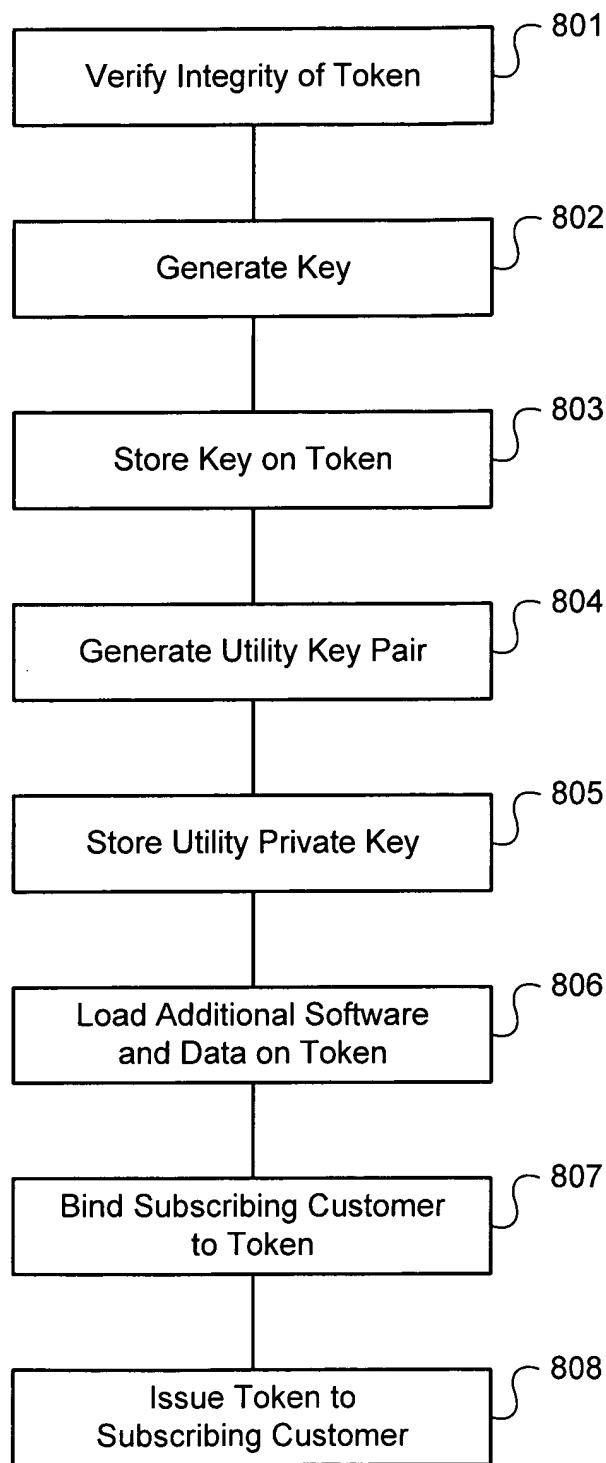 801
Verify Integrity of Token
802
Generate Key
803
Store Key on Token
804
Generate Utility Key Pair
805
Store Utility Private Key
806
Load Additional Software
and Data on Token
807
Bind Subscribing Customer
to Token
808
Issue Token to
Subscribing Customer